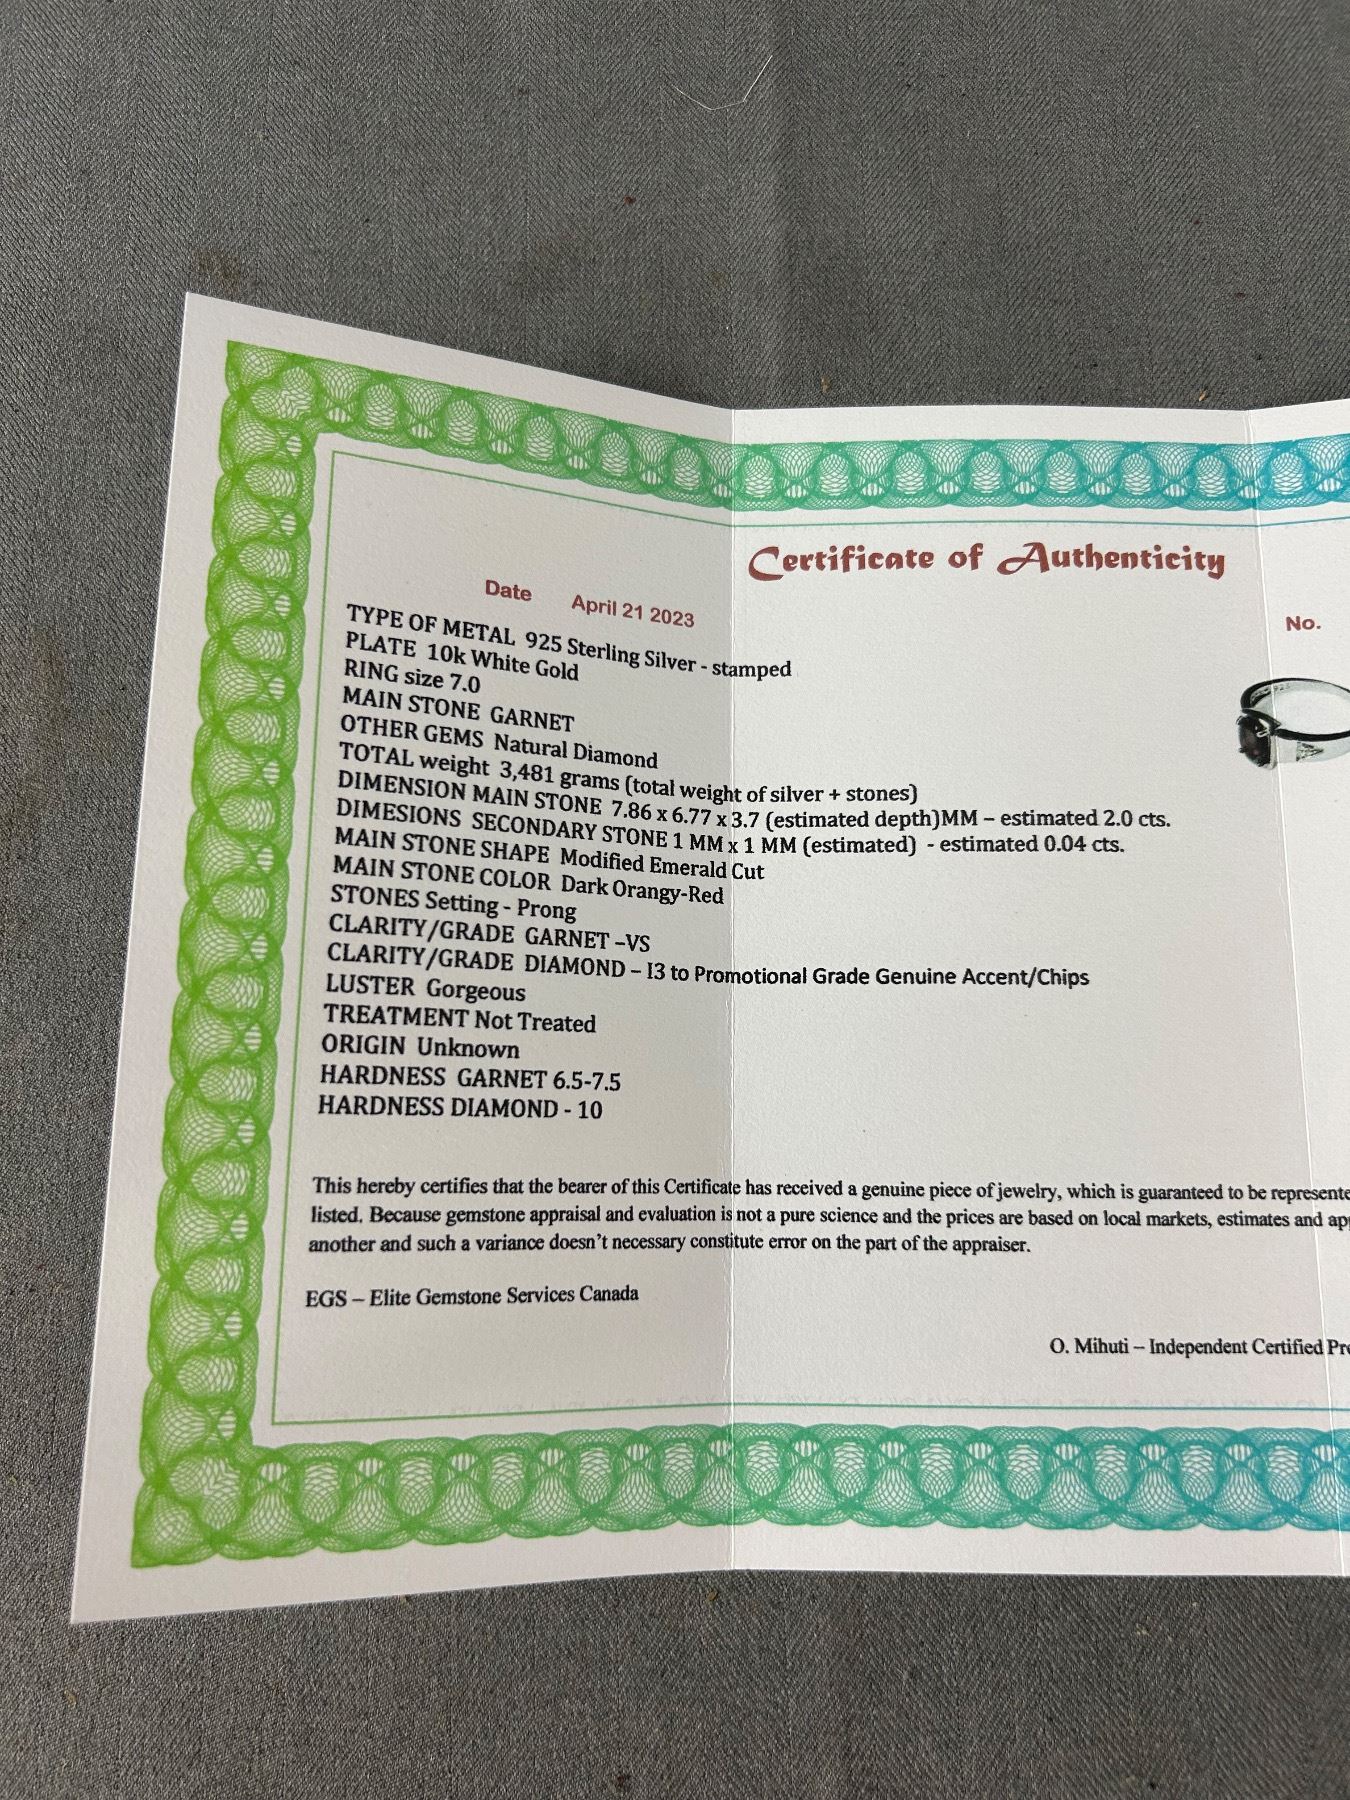 Certificate of Authenticity
Date April 21 2023
No.
TYPE OF METAL 925 Sterling Silver - stamped
PLATE 10k White Gold
RING size 7.0
MAIN STONE GARNET
OTHER GEMS Natural Diamond
TOTAL weight 3,481 grams (total weight of silver + stones)
DIMENSION MAIN STONE 7.86 x 6.77 x 3.7 (estimated depth)MM – estimated 2.0 cts.
DIMESIONS SECONDARY STONE 1 MM x 1 MM (estimated) - estimated 0.04 cts.
MAIN STONE SHAPE Modified Emerald Cut
MAIN STONE COLOR Dark Orangy-Red
STONES Setting - Prong
CLARITY/GRADE GARNET –VS
CLARITY/GRADE DIAMOND – I3 to Promotional Grade Genuine Accent/Chips
LUSTER Gorgeous
TREATMENT Not Treated
ORIGIN Unknown
HARDNESS GARNET 6.5-7.5
HARDNESS DIAMOND - 10
This hereby certifies that the bearer of this Certificate has received a genuine piece of jewelry, which is guaranteed to be represente
listed. Because gemstone appraisal and evaluation is not a pure science and the prices are based on local markets, estimates and app
another and such a variance doesn't necessary constitute error on the part of the appraiser.
EGS – Elite Gemstone Services Canada
O. Mihuti – Independent Certified Pro